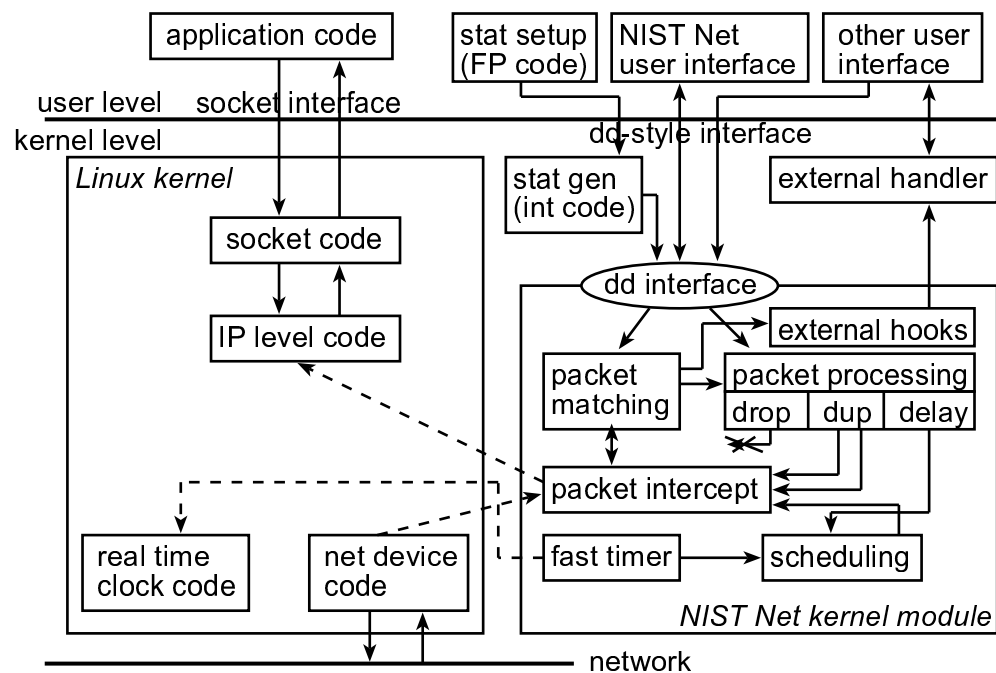 application code
stat setup
(FP code)
NIST Net
user interface
other user
interface
user level
socket interface
kernel level
dd-style interface
Linux kernel
stat gen
(int code)
external handler
socket code
dd interface
IP level code
external hooks
packet
matching
packet processing
drop
dup
delay
packet intercept
real time
clock code
net device
code
fast timer
scheduling
NIST Net kernel module
network